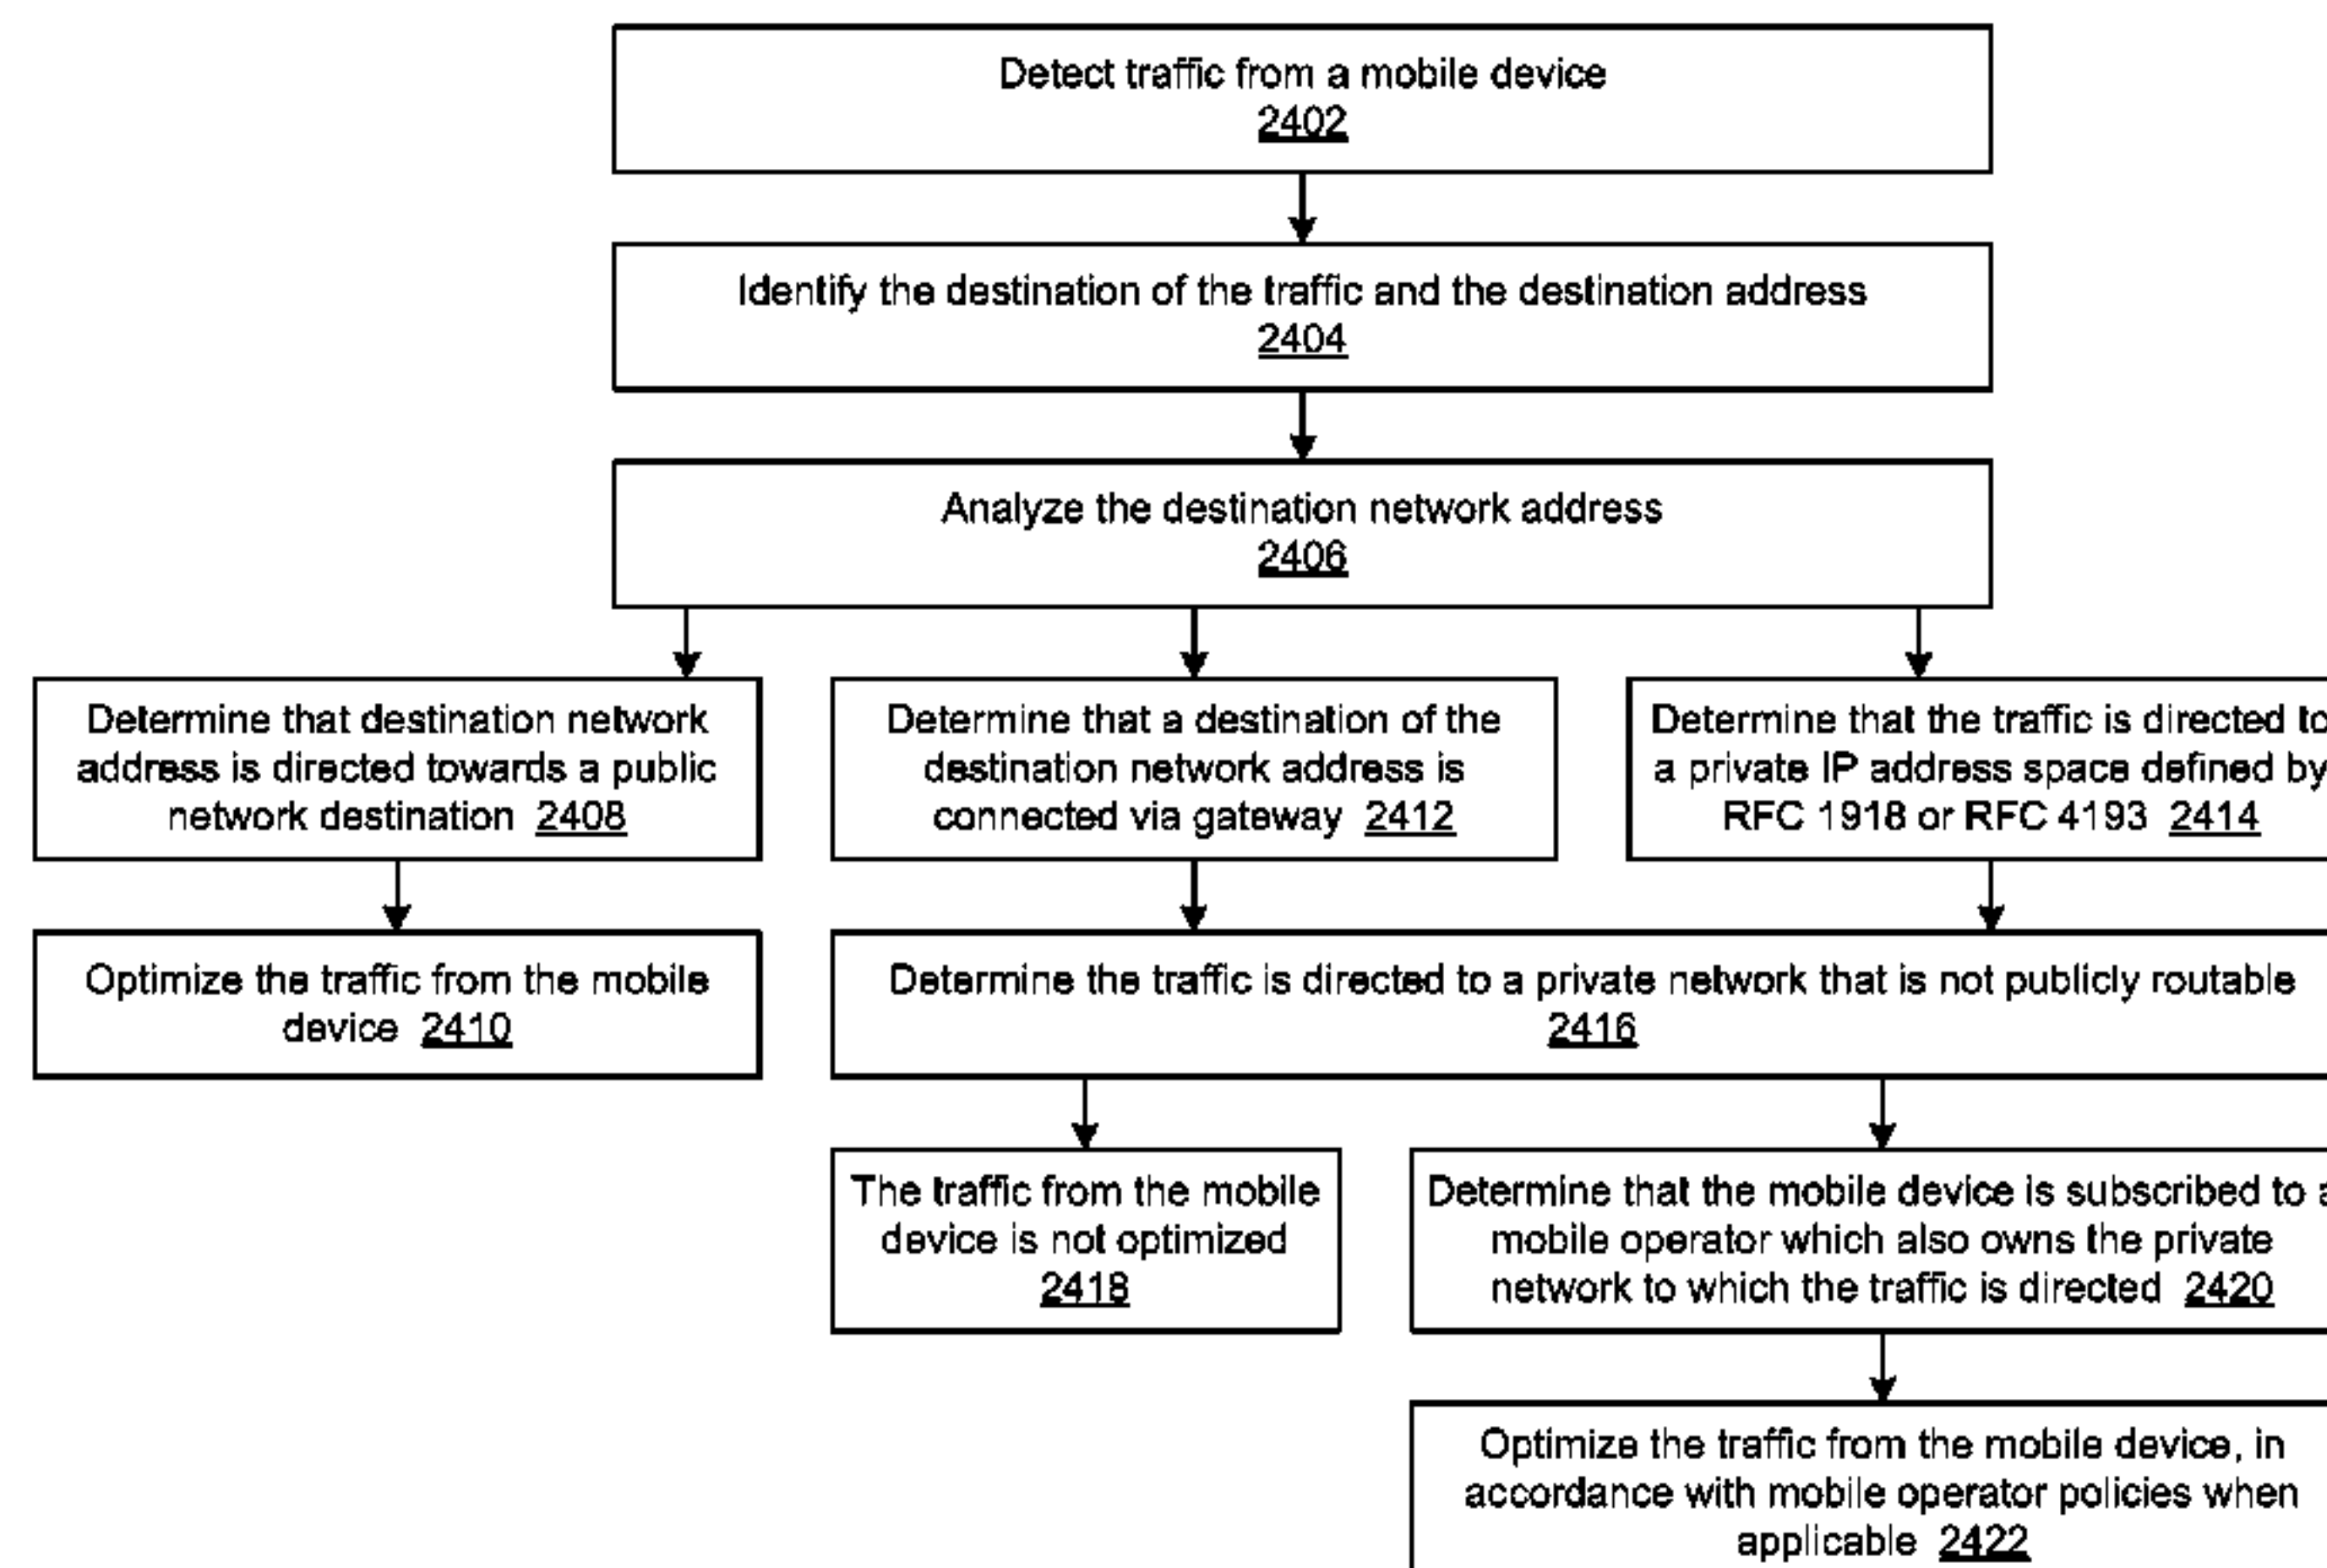 Detect traffic from a mobile device
2402
Identify the destination of the traffic and the destination address
2404
Analyze the destination network address
2406
Determine that destination network
address is directed towards a public
network destination 2408
Determine that a destination of the
destination network address is
connected via gateway 2412
Determine that the traffic is directed to
a private IP address space defined by
RFC 1918 or RFC 4193 2414
Optimize the traffic from the mobile
device 2410
Determine the traffic is directed to a private network that is not publicly routable
2416
The traffic from the mobile
device is not optimized
2418
Determine that the mobile device is subscribed to a
mobile operator which also owns the private
network to which the traffic is directed 2420
Optimize the traffic from the mobile device, in
accordance with mobile operator policies when
applicable 2422